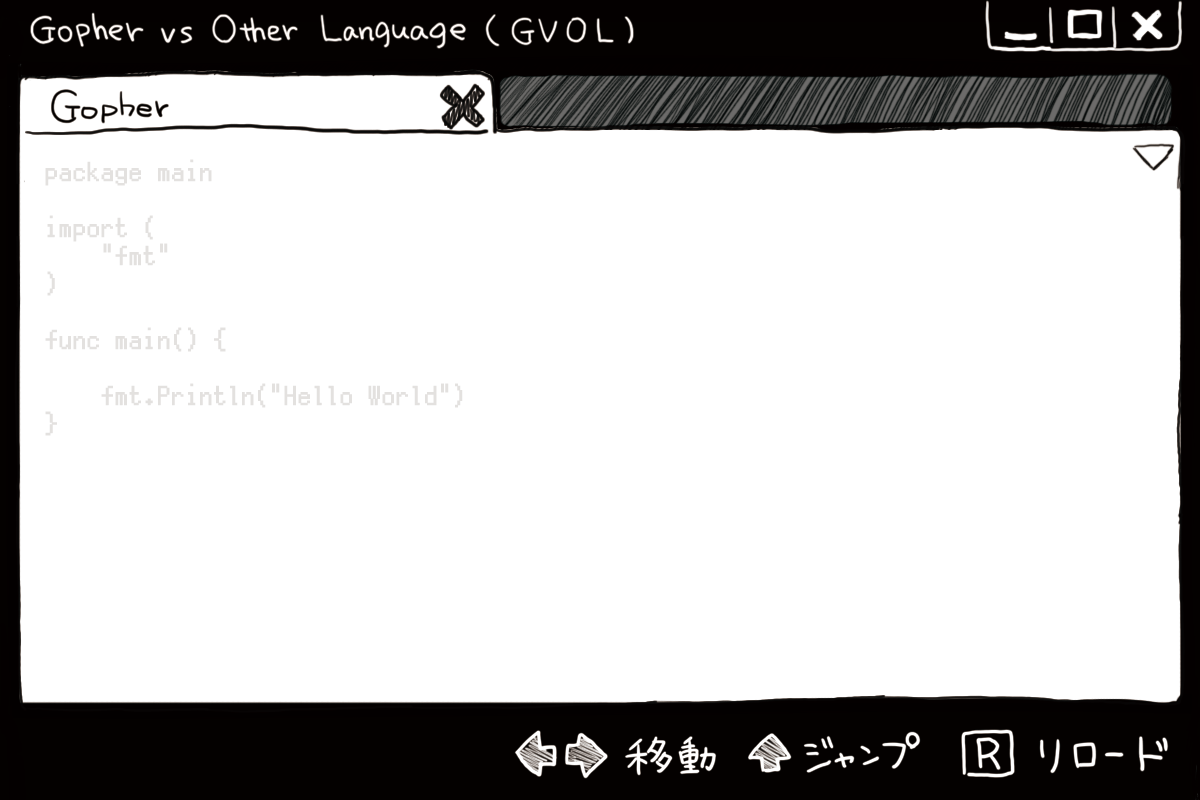 Gopher vs Other Language (GVOL)
Gopher
package main
import (
    "fmt"
)
func main() {
    fmt.Println("Hello World")
}
移動 ジャンプ R リロード